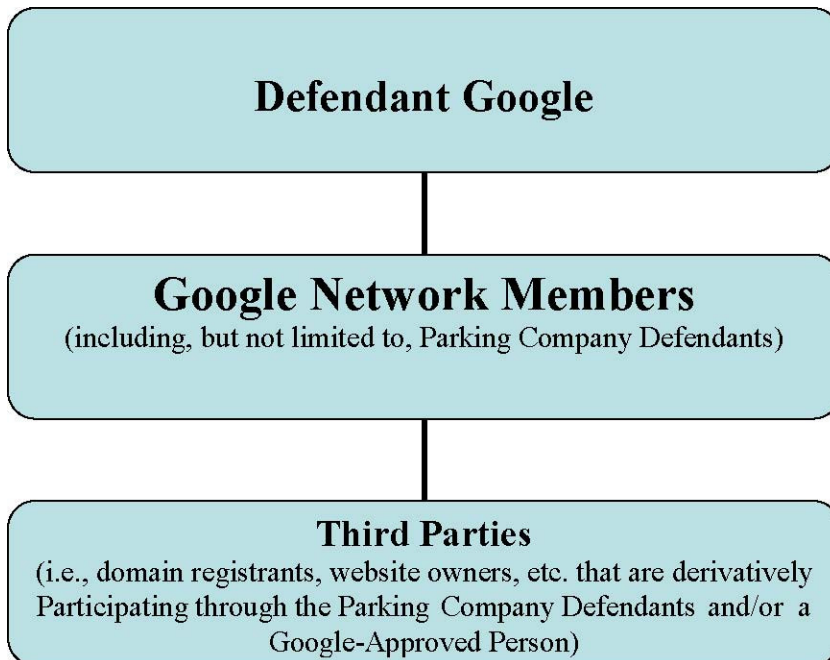 Defendant Google
Google Network Members
(including, but not limited to, Parking Company Defendants)
Third Parties
(i.e., domain registrants, website owners, etc. that are derivatively
Participating through the Parking Company Defendants and/or a
Google-Approved Person)